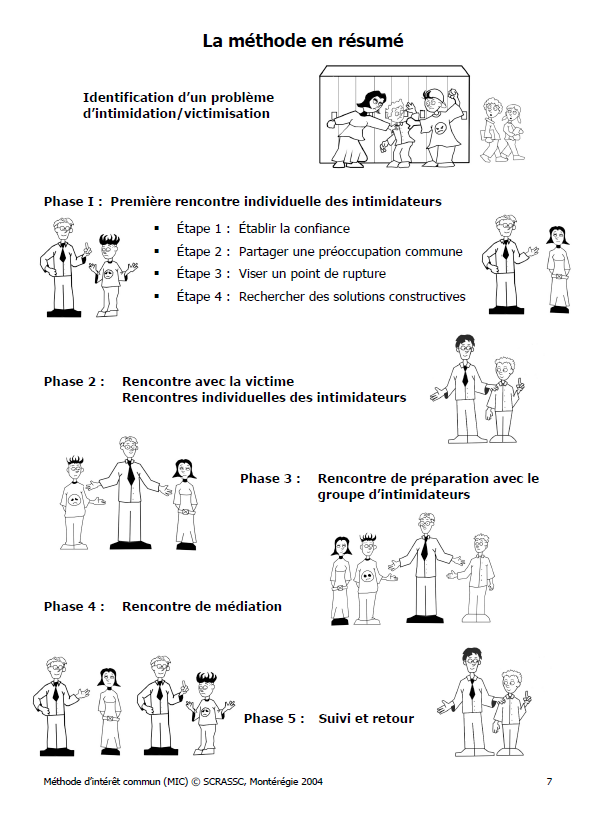 La méthode en résumé
Identification d’un problème
d’intimidation/victimisation
Phase I : Première rencontre individuelle des intimidateurs
▪ Étape 1 : Établir la confiance
▪ Étape 2 : Partager une préoccupation commune
▪ Étape 3 : Viser un point de rupture
▪ Étape 4 : Rechercher des solutions constructives
Phase 2 : Rencontre avec la victime
Rencontres individuelles des intimidateurs
Phase 3 : Rencontre de préparation avec le
groupe d’intimidateurs
Phase 4 : Rencontre de médiation
Phase 5 : Suivi et retour
Méthode d’intérêt commun (MIC) © SCRASSC, Montérégie 2004 7